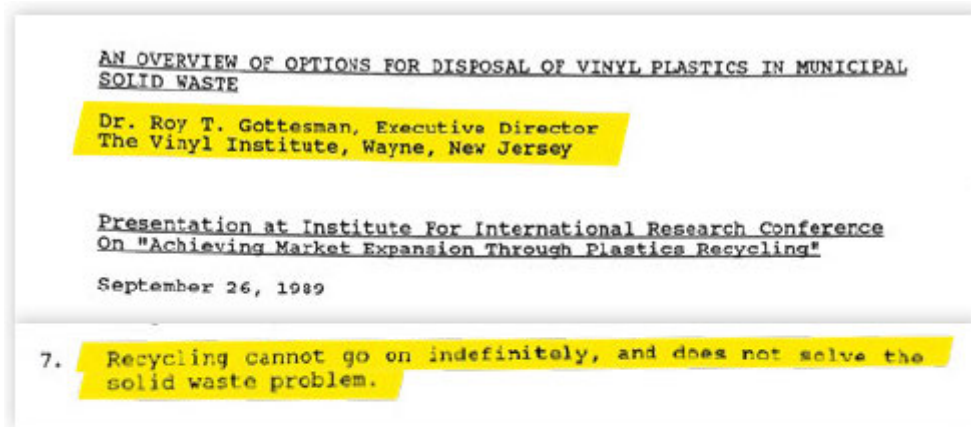 AN OVERVIEW OF OPTIONS FOR DISPOSAL OF VINYL PLASTICS IN MUNICIPAL
SOLID WASTE
Dr. Roy T. Gottesman, Executive Director
The Vinyl Institute, Wayne, New Jersey
Presentation at Institute For International Research Conference
On "Achieving Market Expansion Through Plastics Recycling"
September 26, 1989
7. Recycling cannot go on indefinitely, and does not solve the
solid waste problem.